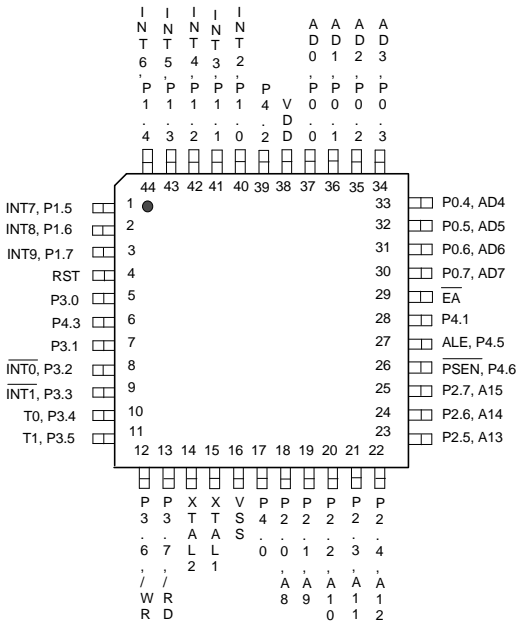 INT6, P1.4
INT5, P1.3
INT4, P1.2
INT3, P1.1
INT2, P1.0
P4.2
VDD
AD0, P0.0
AD1, P0.1
AD2, P0.2
AD3, P0.3
44 43 42 41 40 39 38 37 36 35 34
INT7, P1.5
INT8, P1.6
INT9, P1.7
RST
P3.0
P4.3
P3.1
INT0, P3.2
INT1, P3.3
T0, P3.4
T1, P3.5
1
2
3
4
5
6
7
8
9
10
11
33
32
31
30
29
28
27
26
25
24
23
P0.4, AD4
P0.5, AD5
P0.6, AD6
P0.7, AD7
EA
P4.1
ALE, P4.5
PSEN, P4.6
P2.7, A15
P2.6, A14
P2.5, A13
12 13 14 15 16 17 18 19 20 21 22
P3.6, /WR
P3.7, /RD
XTAL2
XTAL1
VSS
P4.0
P2.0, A8
P2.1, A9
P2.2, A10
P2.3, A11
P2.4, A12